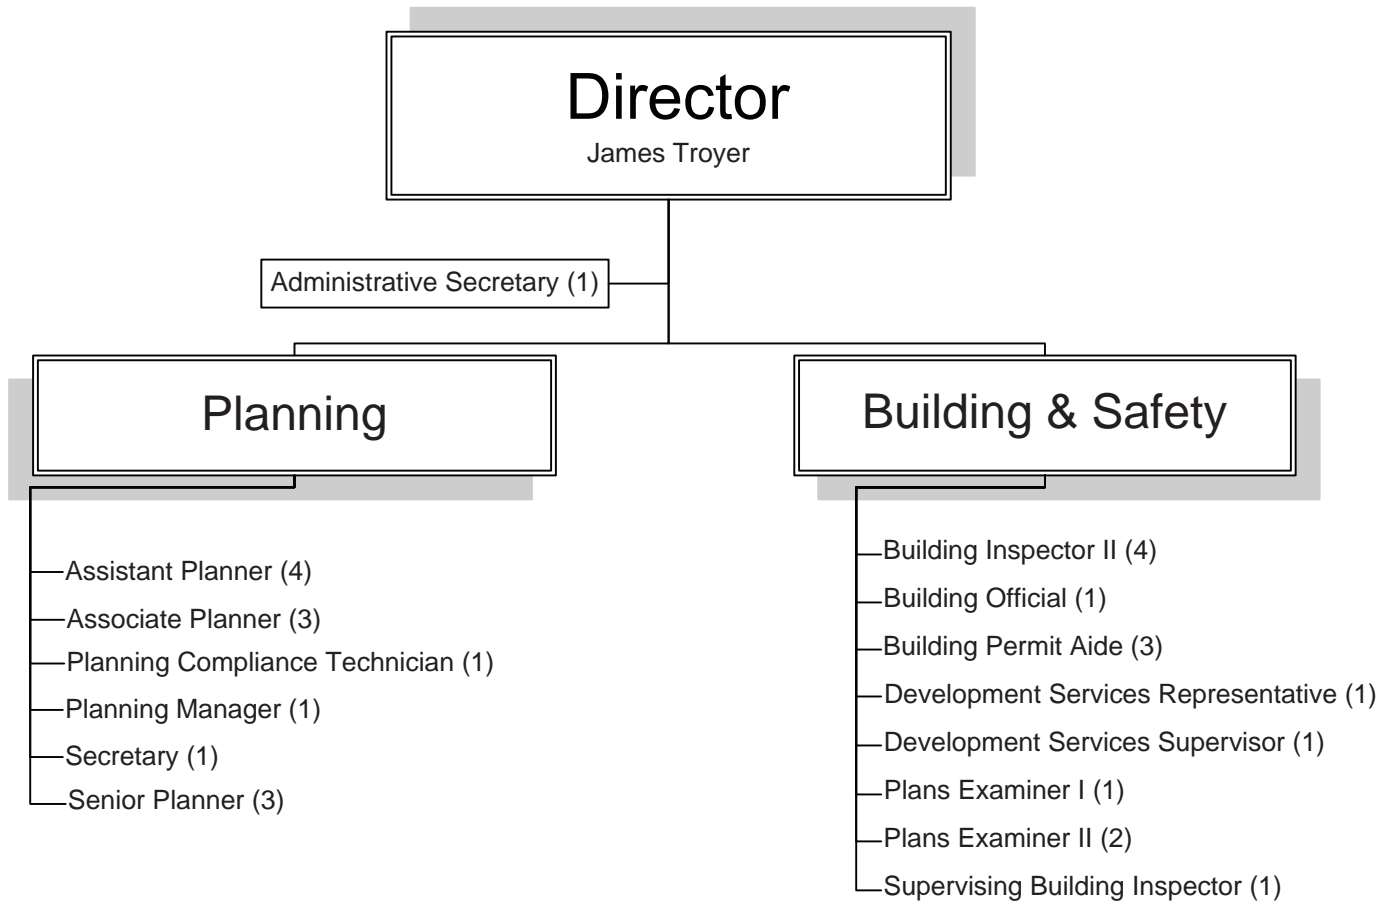 Director
James Troyer
Administrative Secretary (1)
Planning
Assistant Planner (4)
Associate Planner (3)
Planning Compliance Technician (1)
Planning Manager (1)
Secretary (1)
Senior Planner (3)
Building & Safety
Building Inspector II (4)
Building Official (1)
Building Permit Aide (3)
Development Services Representative (1)
Development Services Supervisor (1)
Plans Examiner I (1)
Plans Examiner II (2)
Supervising Building Inspector (1)